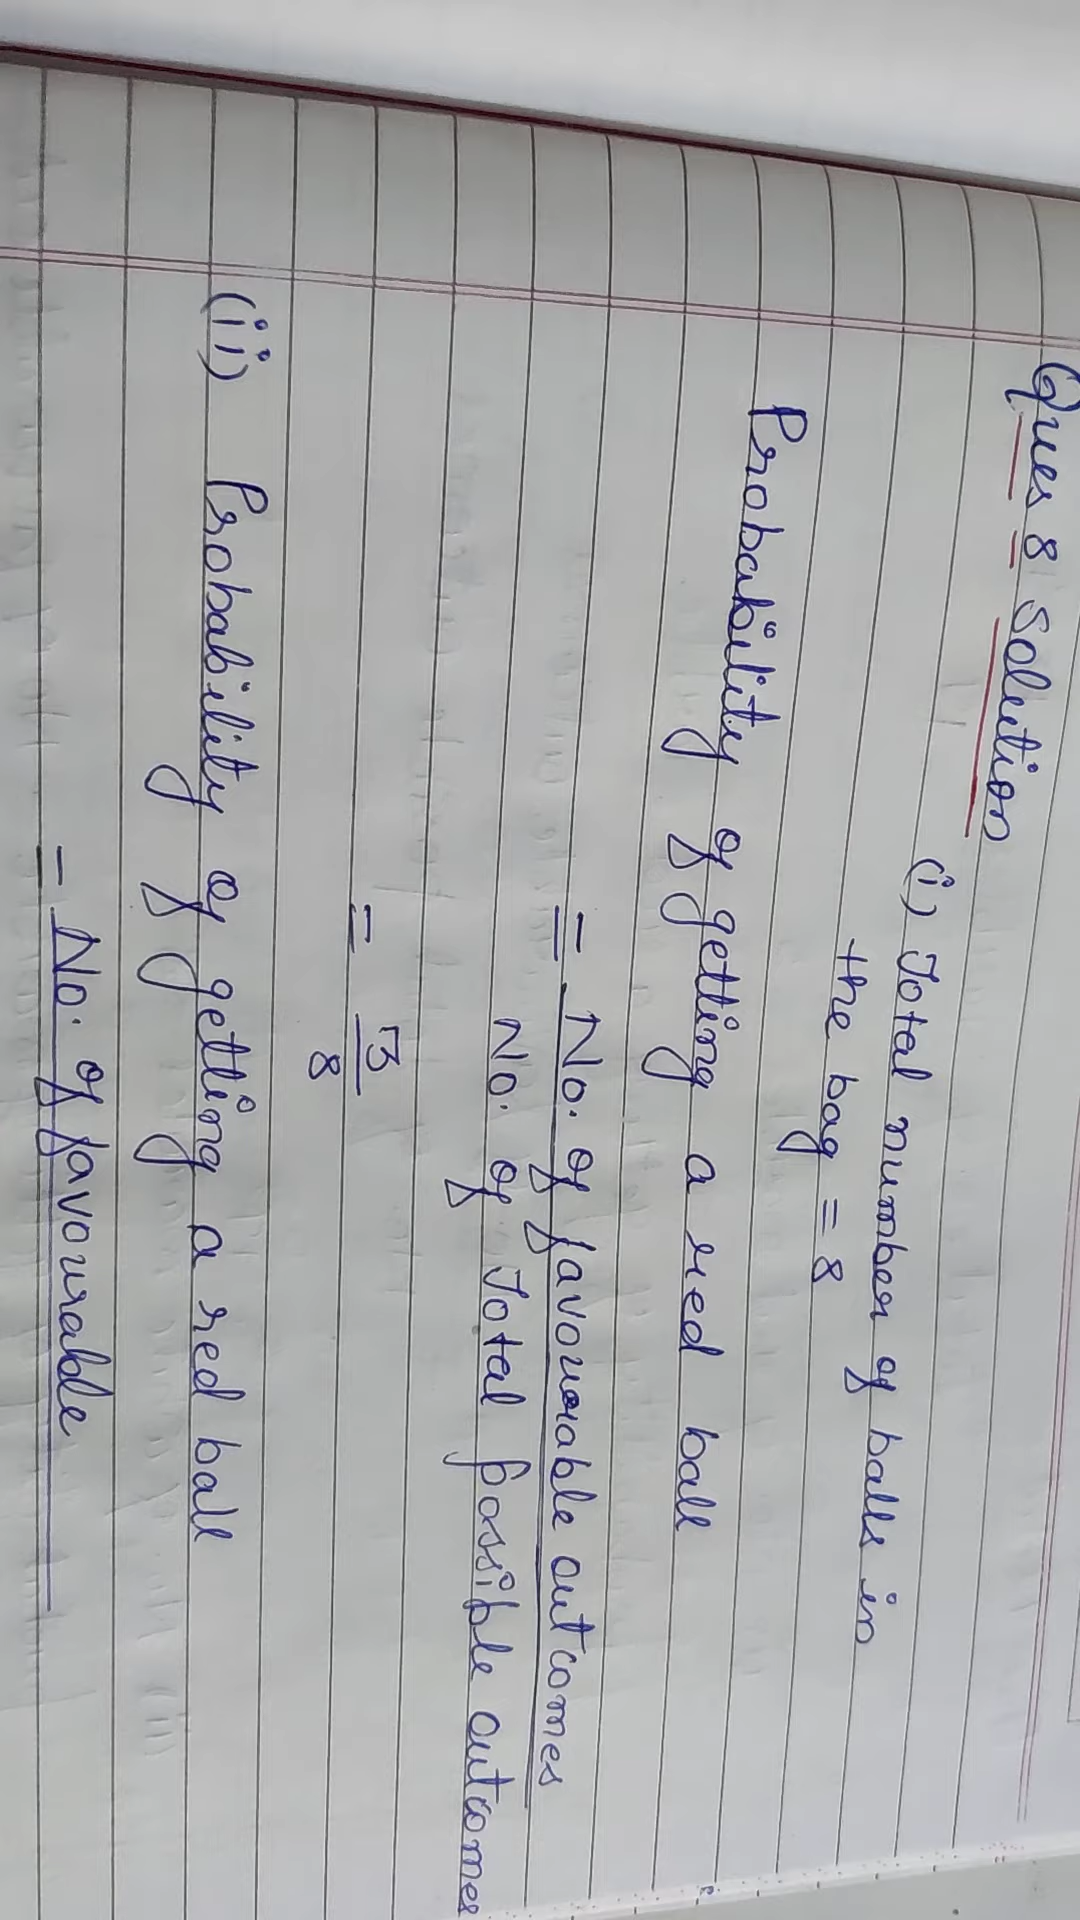 Ques 8 Solution
(i) Total number of balls in
the bag = 8
Probability of getting a red ball
= No. of favourable outcomes
No. of Total possible outcomes
= 3
8
(ii) Probability of getting a red ball
= No. of favourable